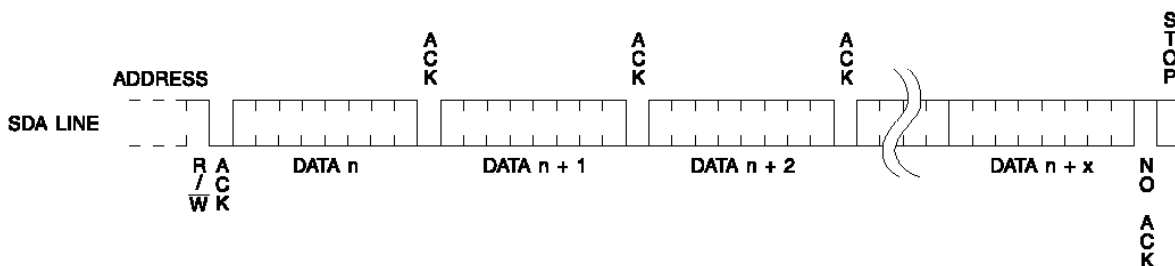 ADDRESS
ACK
ACK
ACK
STOP
SDA LINE
R/W
ACK
DATA n
DATA n + 1
DATA n + 2
DATA n + x
NO ACK